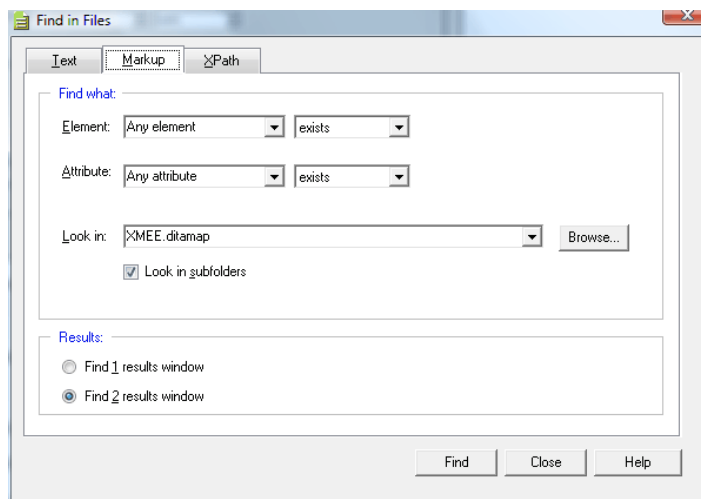 Find in Files
Text Markup XPath
Find what:
Element: Any element exists
Attribute: Any attribute exists
Look in: XMEE.ditamap Browse...
Look in subfolders
Results:
Find 1 results window
Find 2 results window
Find Close Help